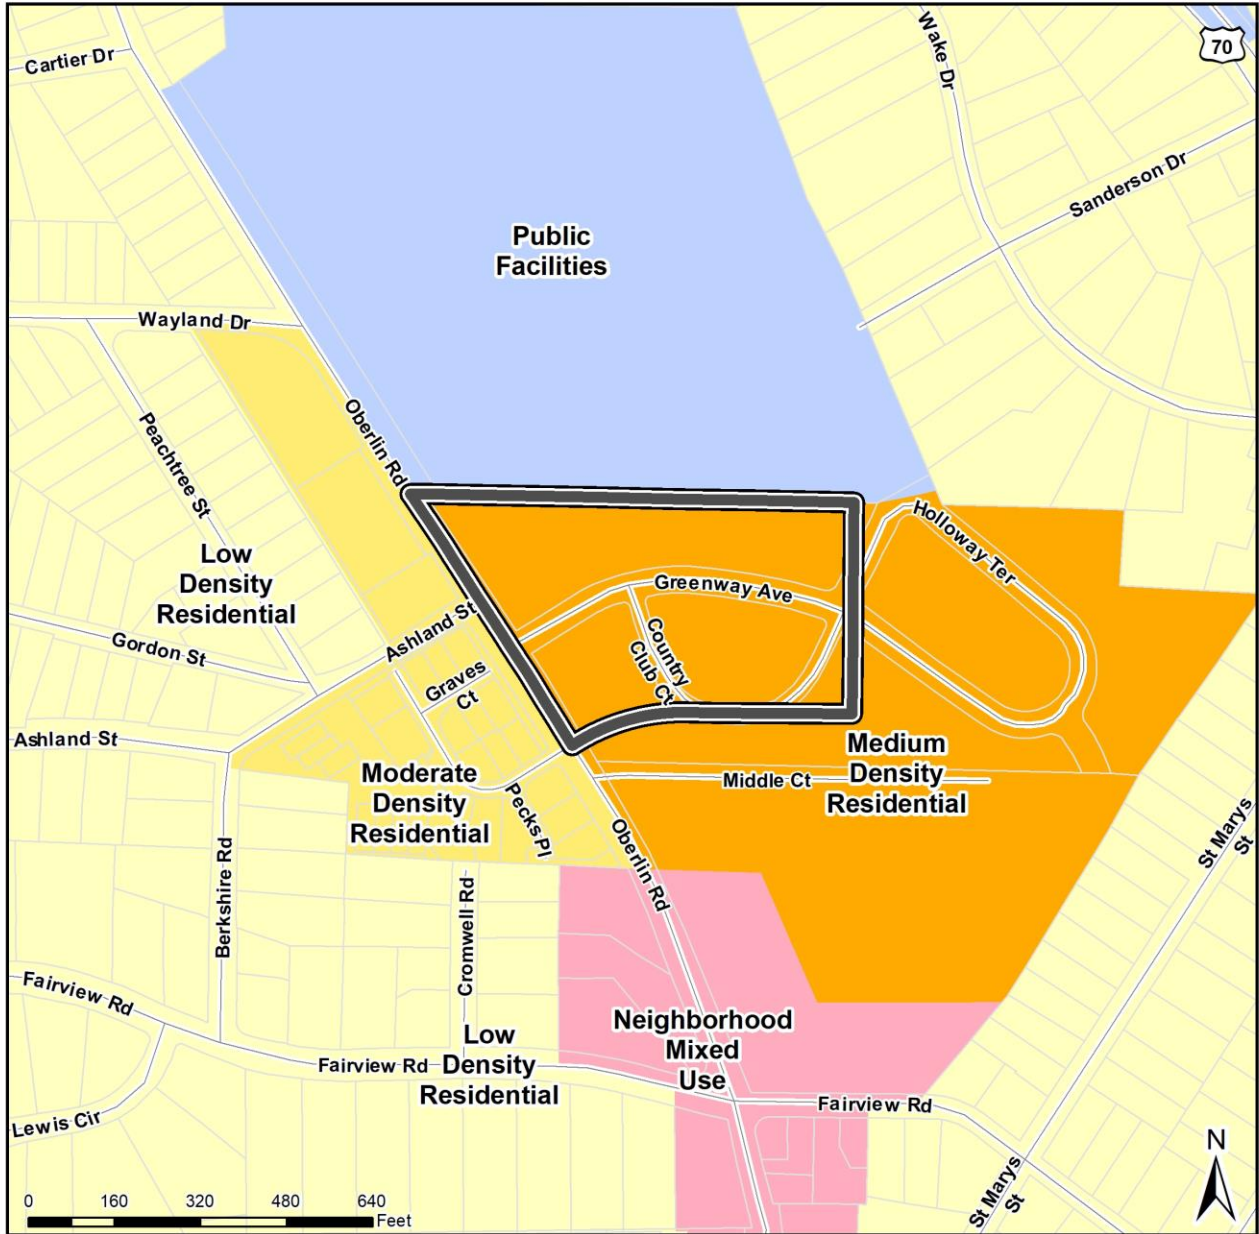 Cartier Dr
Wake Dr
70
Sanderson Dr
Public
Facilities
Wayland Dr
Oberlin Rd
Peachtree St
Holloway Ter
Low
Density
Residential
Greenway Ave
Ashland St
Country
Club Ct
Gordon St
Graves
Ct
Ashland St
Medium
Density
Residential
Moderate
Density
Residential
Middle Ct
Pecks Pl
Oberlin Rd
St Marys
St
Berkshire Rd
Cromwell Rd
Fairview Rd
Neighborhood
Mixed
Use
Low
Density
Residential
Fairview Rd
Fairview Rd
Lewis Cir
St Marys
St
N
0 160 320 480 640
Feet